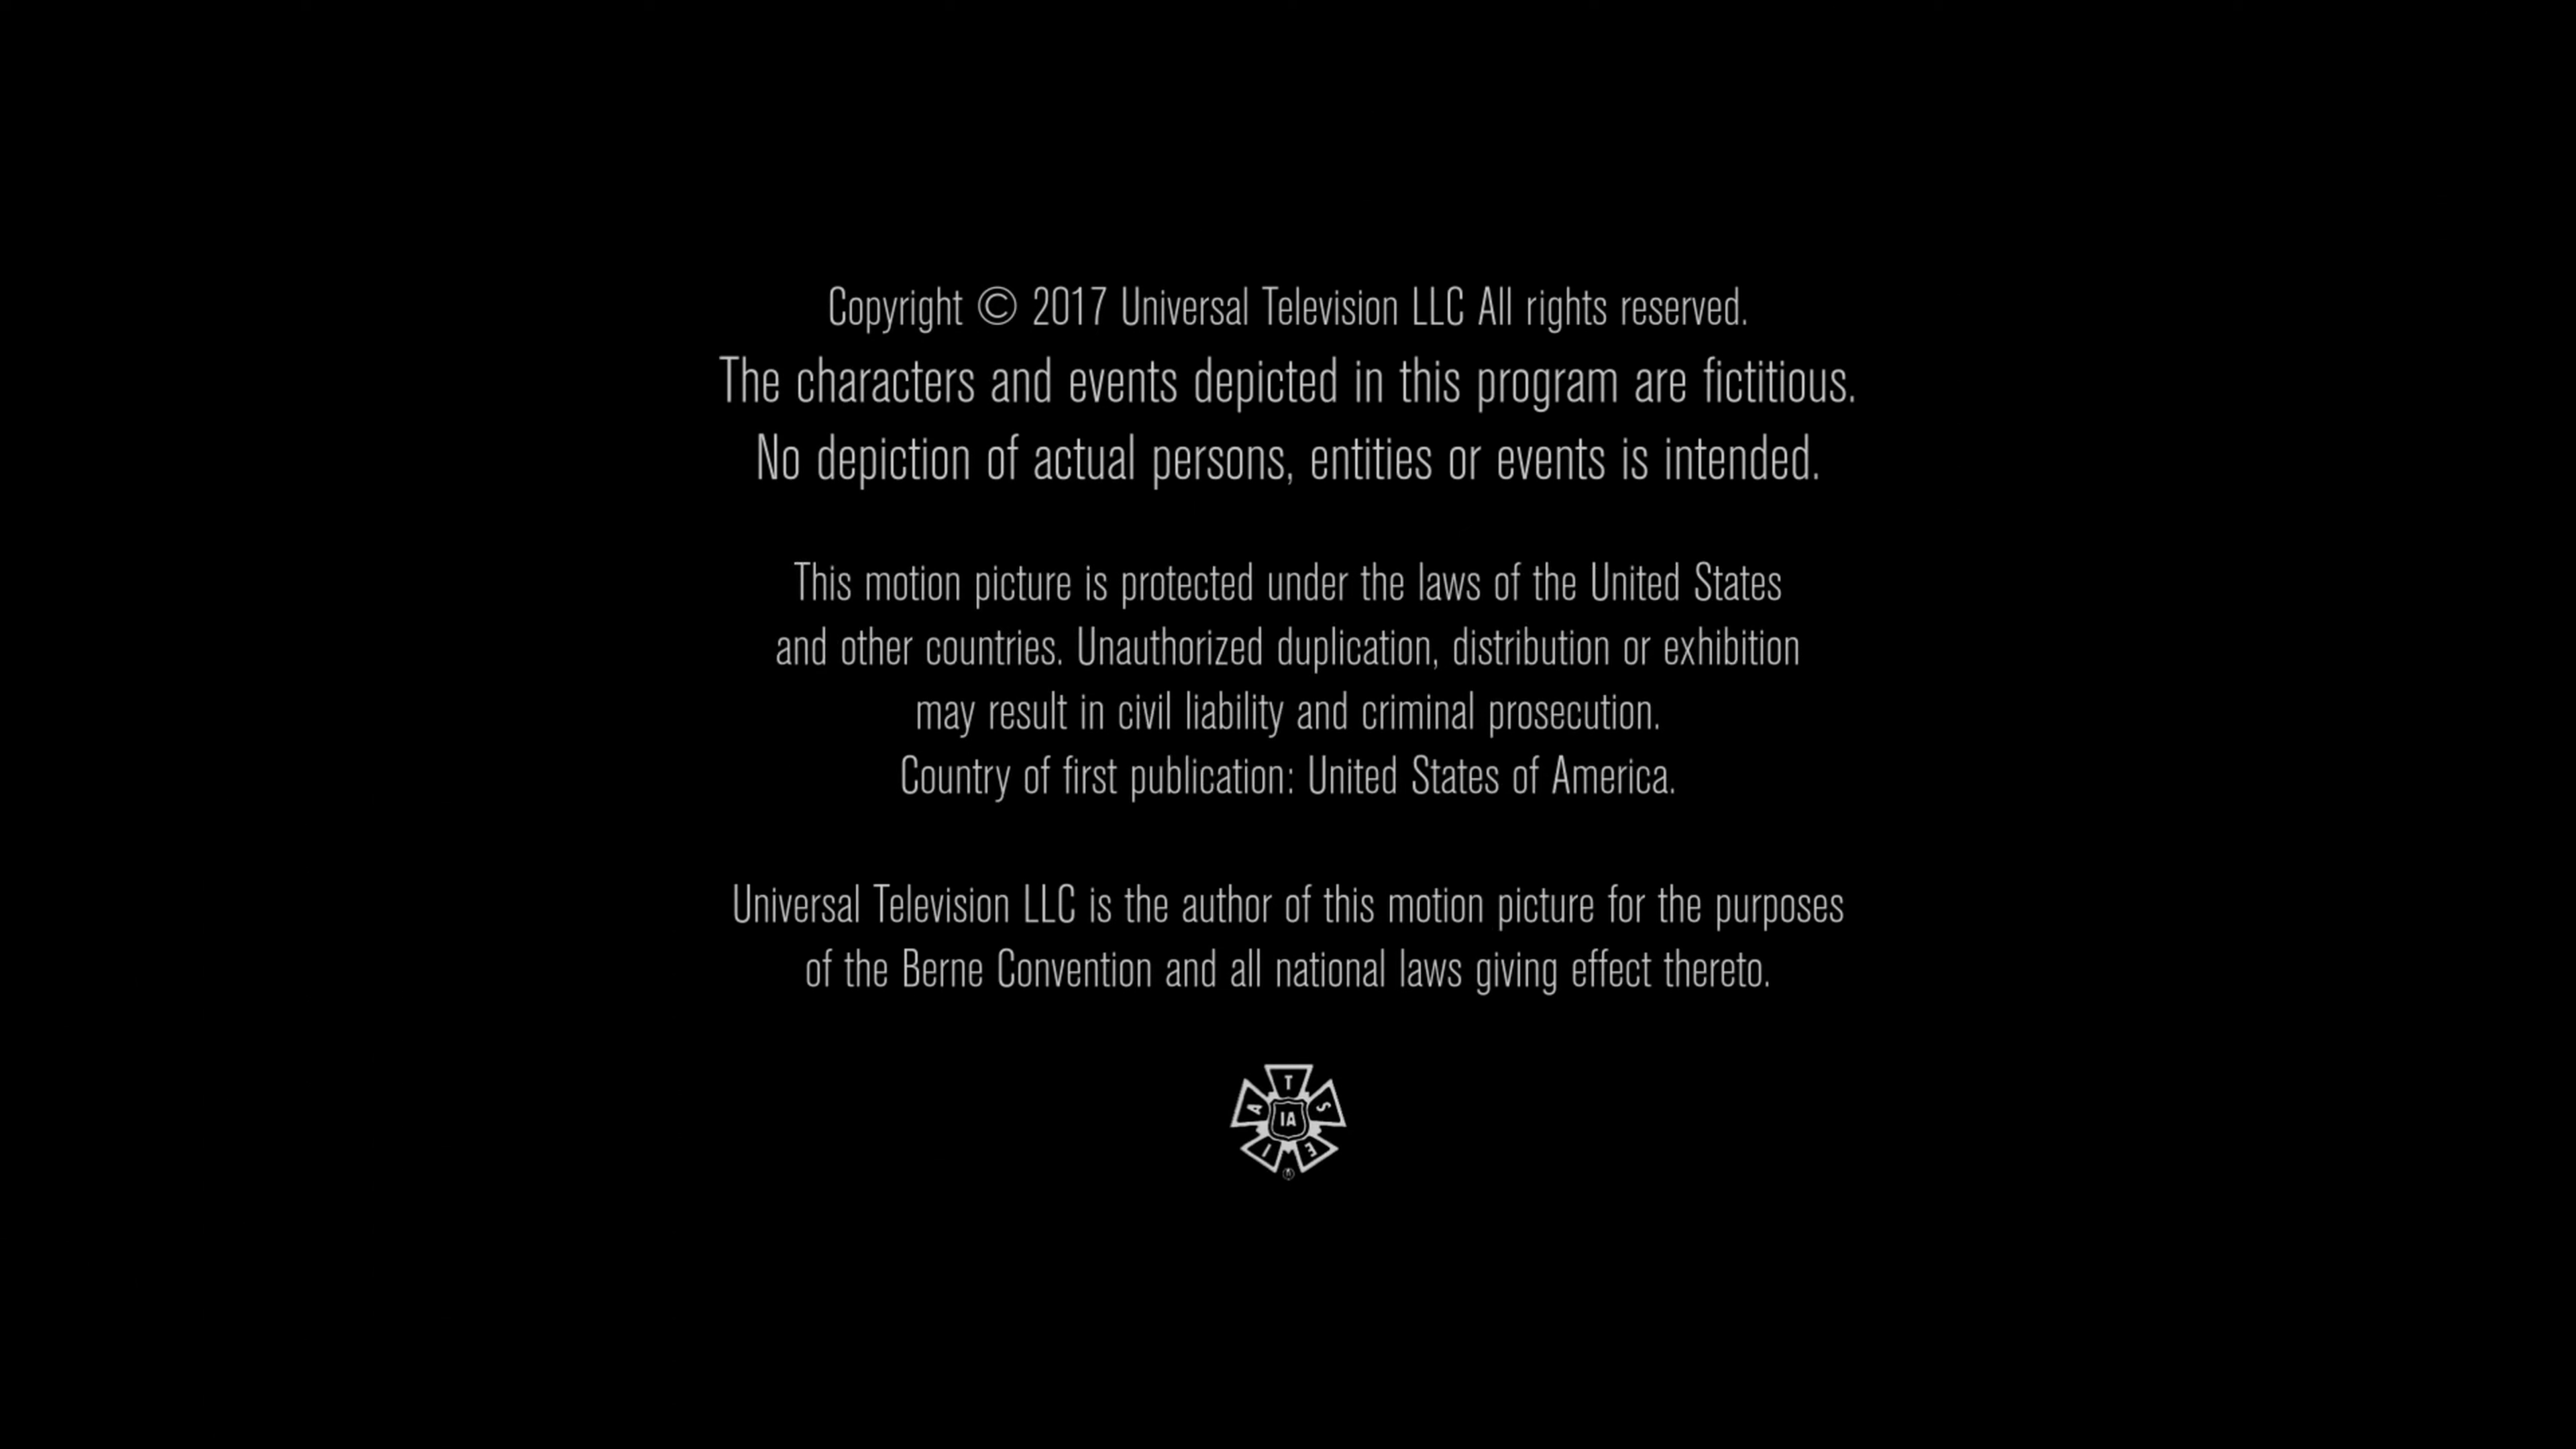 Copyright © 2017 Universal Television LLC All rights reserved.
The characters and events depicted in this program are fictitious.
No depiction of actual persons, entities or events is intended.
This motion picture is protected under the laws of the United States
and other countries. Unauthorized duplication, distribution or exhibition
may result in civil liability and criminal prosecution.
Country of first publication: United States of America.
Universal Television LLC is the author of this motion picture for the purposes
of the Berne Convention and all national laws giving effect thereto.
IATSE
IA
®